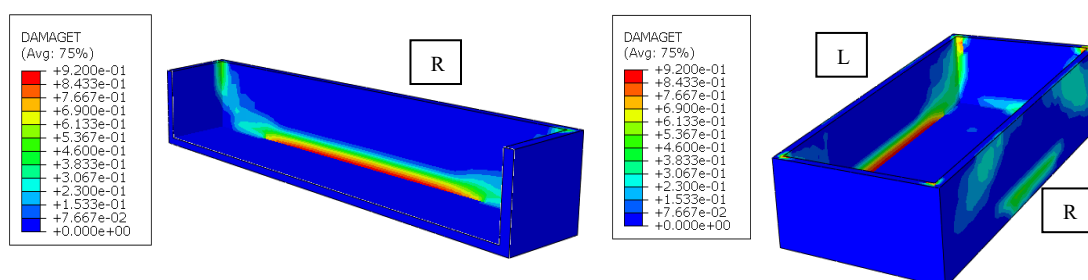 DAMAGET
(Avg: 75%)
+9.200e-01
+8.433e-01
+7.667e-01
+6.900e-01
+6.133e-01
+5.367e-01
+4.600e-01
+3.833e-01
+3.067e-01
+2.300e-01
+1.533e-01
+7.667e-02
+0.000e+00
R
DAMAGET
(Avg: 75%)
+9.200e-01
+8.433e-01
+7.667e-01
+6.900e-01
+6.133e-01
+5.367e-01
+4.600e-01
+3.833e-01
+3.067e-01
+2.300e-01
+1.533e-01
+7.667e-02
+0.000e+00
L
R